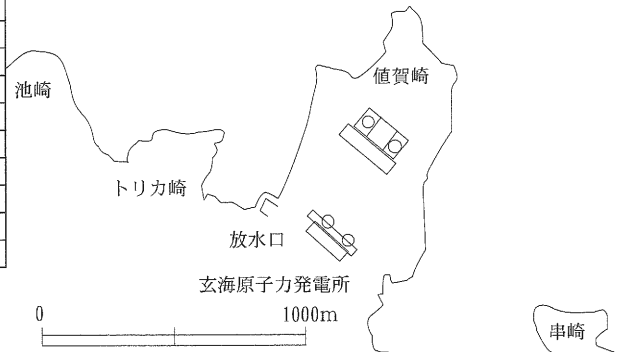 値賀崎
池崎
トリカ崎
放水口
玄海原子力発電所
0 1000m
串崎